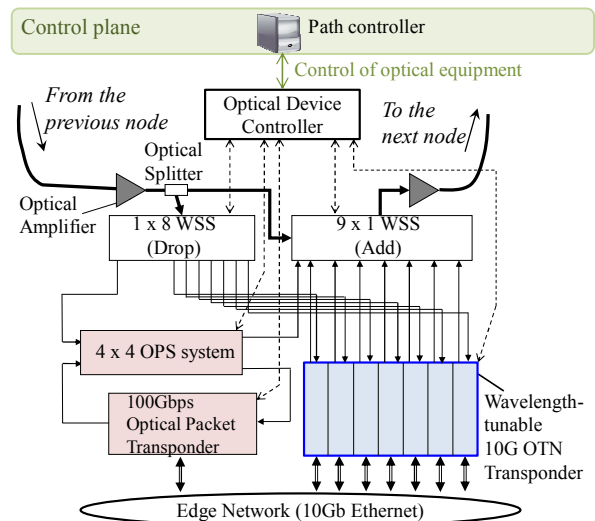 Control plane
Path controller
Control of optical equipment
From the
previous node
Optical Device
Controller
To the
next node
Optical
Splitter
Optical
Amplifier
1 x 8 WSS
(Drop)
9 x 1 WSS
(Add)
4 x 4 OPS system
100Gbps
Optical Packet
Transponder
Wavelength-
tunable
10G OTN
Transponder
Edge Network (10Gb Ethernet)